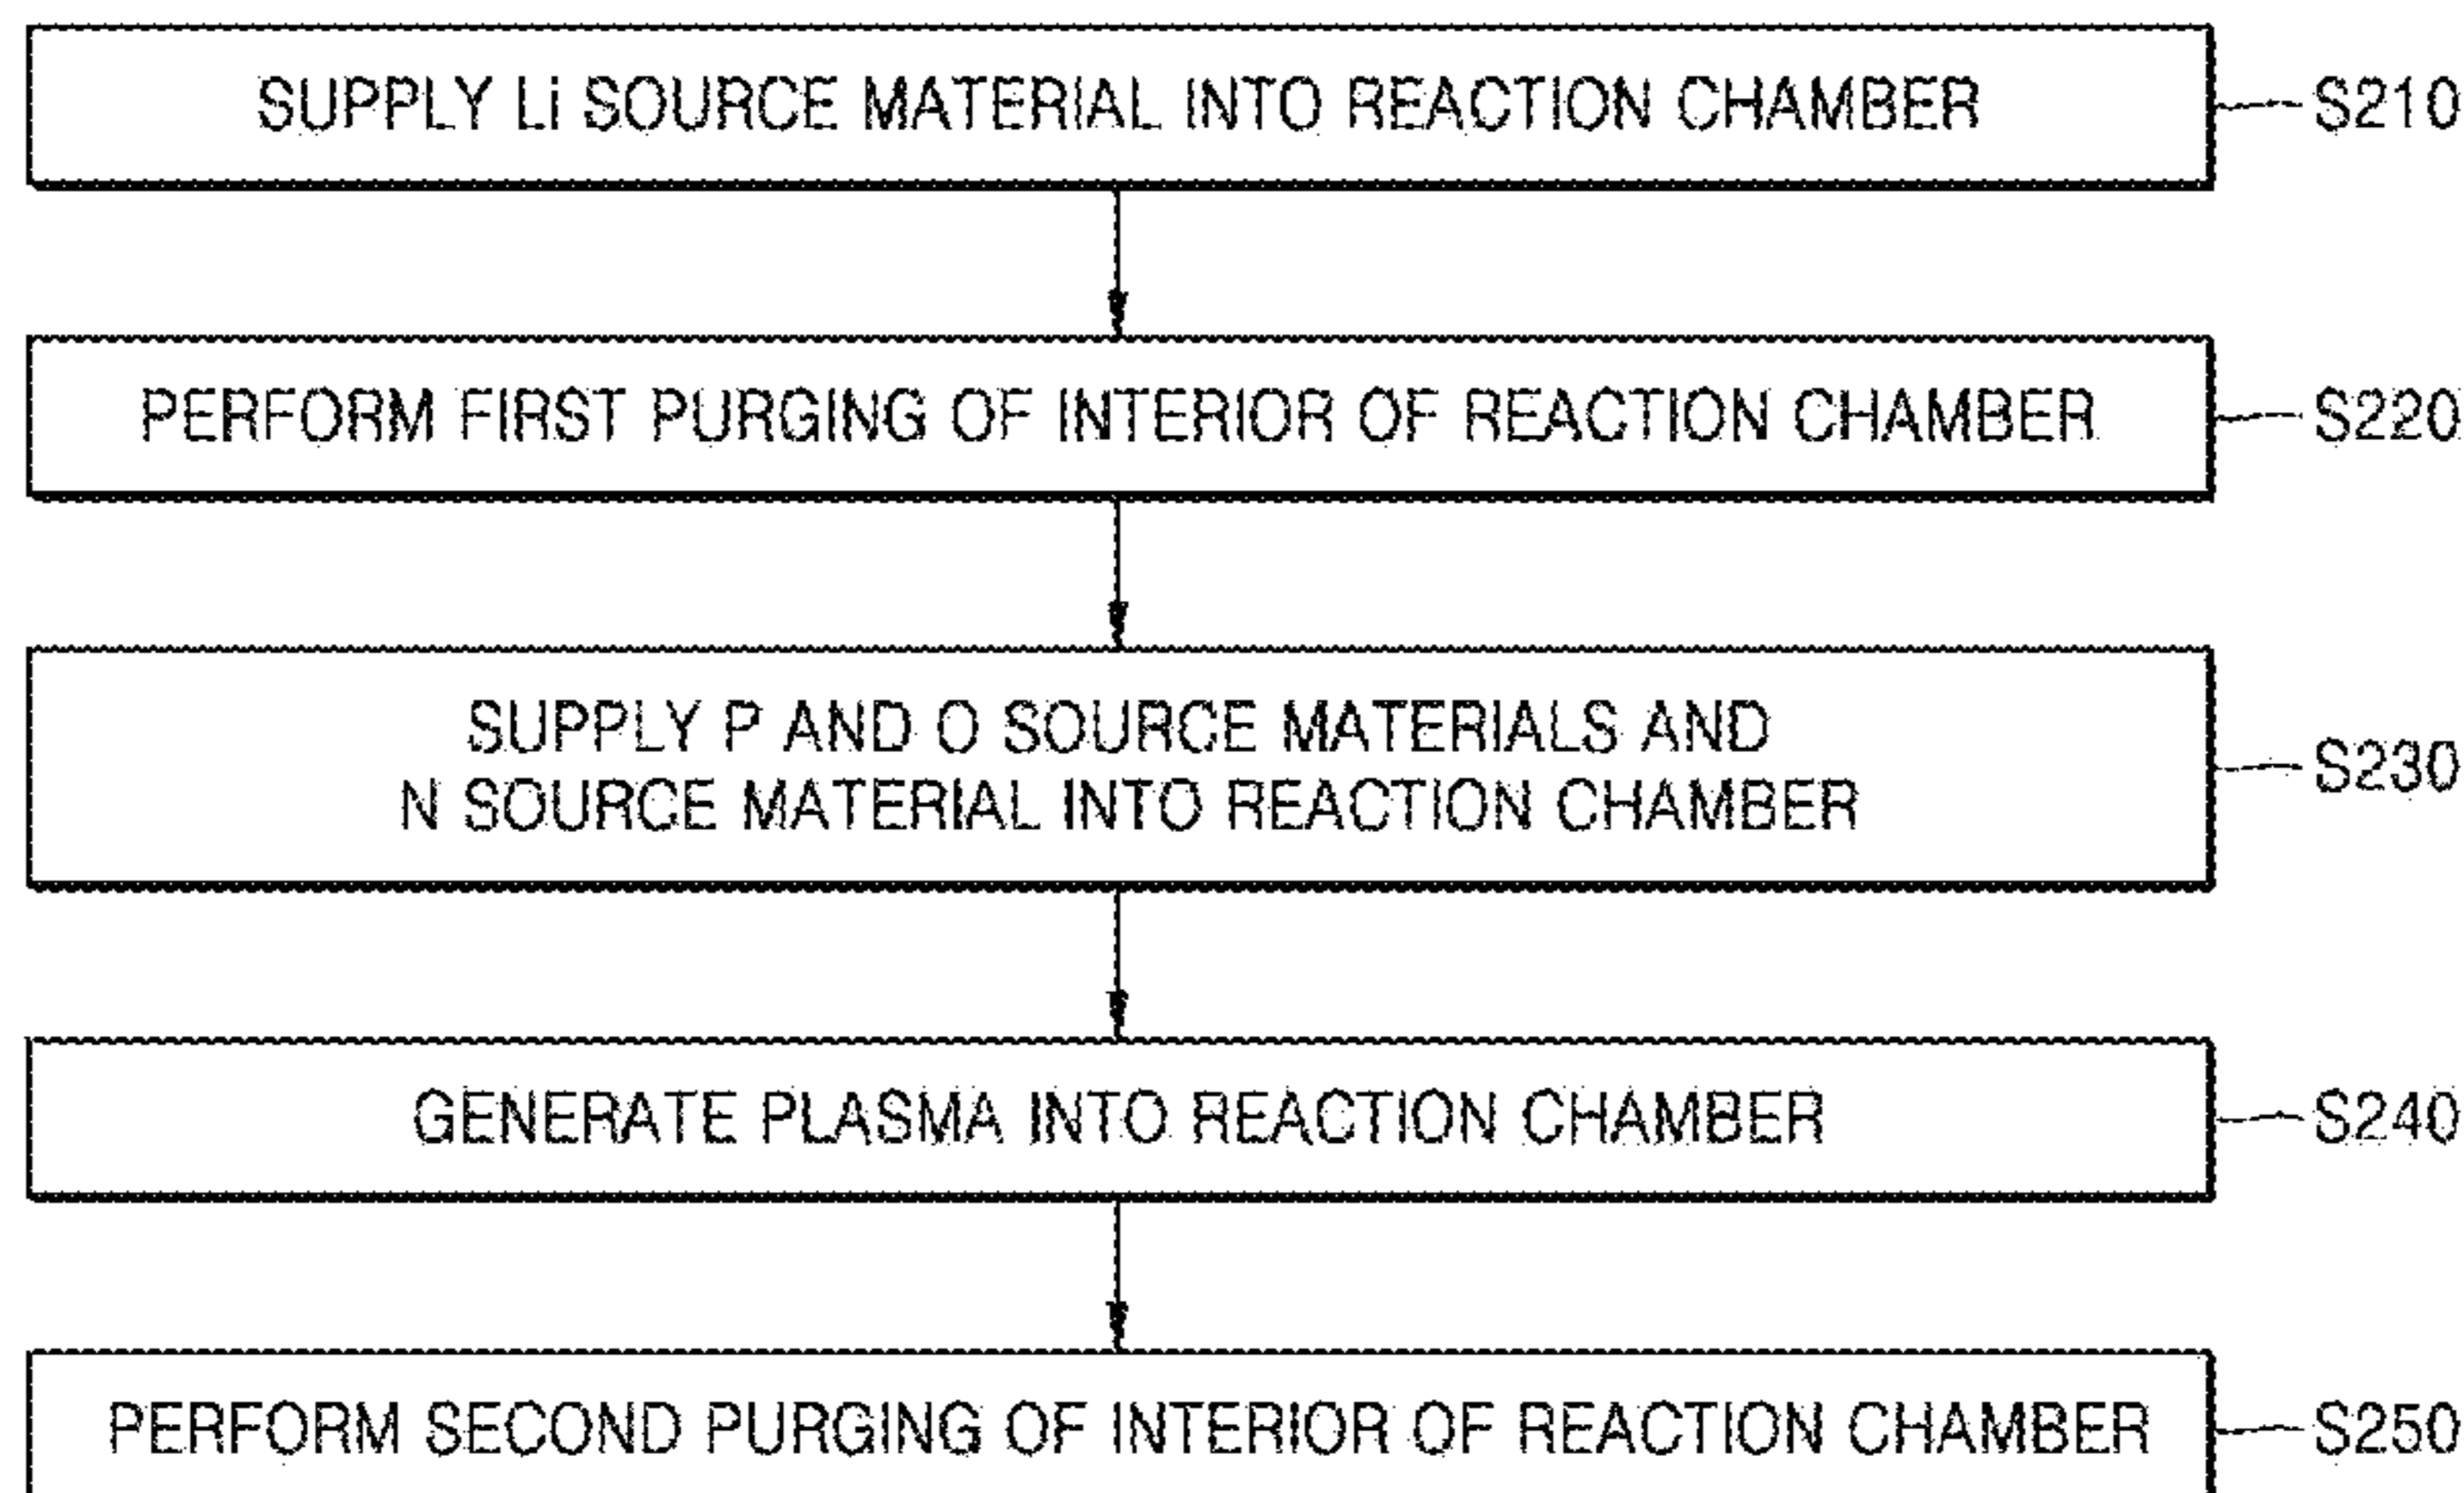 SUPPLY Li SOURCE MATERIAL INTO REACTION CHAMBER S210
PERFORM FIRST PURGING OF INTERIOR OF REACTION CHAMBER S220
SUPPLY P AND O SOURCE MATERIALS AND
N SOURCE MATERIAL INTO REACTION CHAMBER S230
GENERATE PLASMA INTO REACTION CHAMBER S240
PERFORM SECOND PURGING OF INTERIOR OF REACTION CHAMBER S250